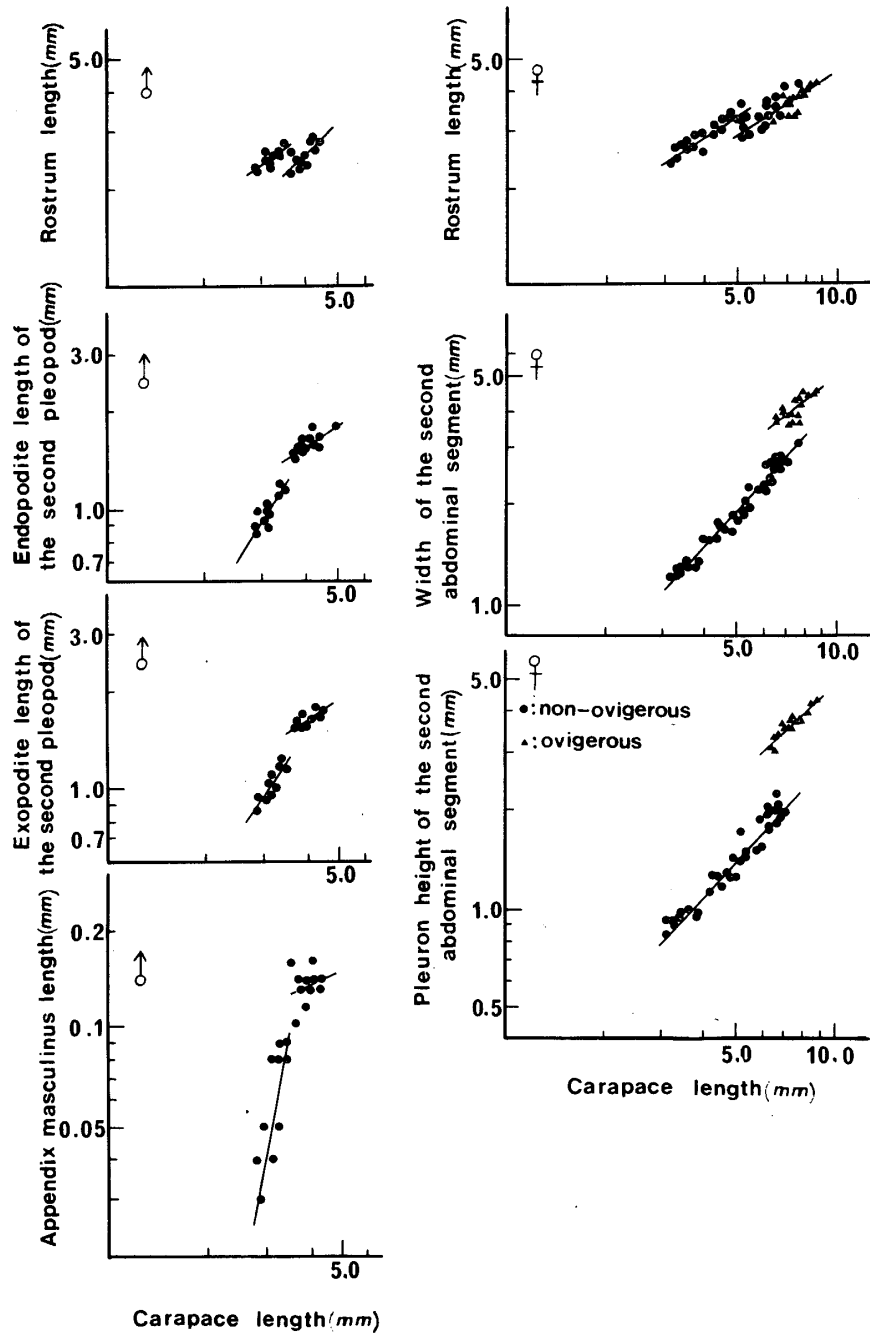 Rostrum length(mm)
5.0
♂
5.0
Rostrum length(mm)
5.0
♀
5.0 10.0
Endopodite length of
the second pleopod(mm)
3.0
1.0
0.7
♂
5.0
Width of the second
abdominal segment(mm)
5.0
1.0
♀
5.0 10.0
Exopodite length of
the second pleopod(mm)
3.0
1.0
0.7
♂
5.0
Pleuron height of the second
abdominal segment(mm)
5.0
1.0
0.5
♀
●:non-ovigerous
▲:ovigerous
5.0 10.0
Carapace length(mm)
Appendix masculinus length(mm)
0.2
0.1
0.05
♂
5.0
Carapace length(mm)